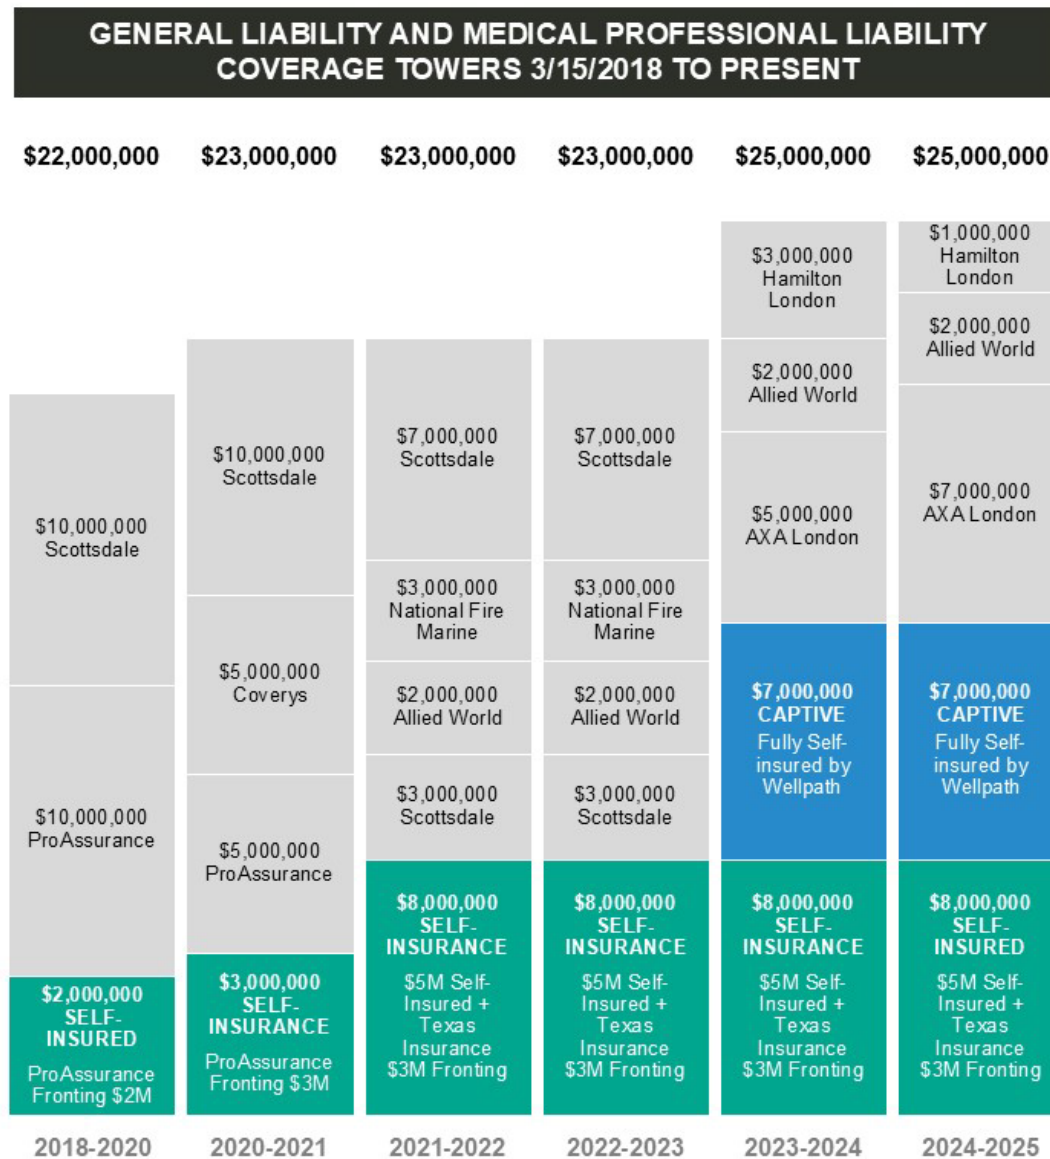 GENERAL LIABILITY AND MEDICAL PROFESSIONAL LIABILITY
COVERAGE TOWERS 3/15/2018 TO PRESENT
$22,000,000
$23,000,000
$23,000,000
$23,000,000
$25,000,000
$25,000,000
$10,000,000
Scottsdale
$10,000,000
ProAssurance
$2,000,000
SELF-
INSURED
ProAssurance
Fronting $2M
2018-2020
$10,000,000
Scottsdale
$5,000,000
Coverys
$5,000,000
ProAssurance
$3,000,000
SELF-
INSURANCE
ProAssurance
Fronting $3M
2020-2021
$7,000,000
Scottsdale
$3,000,000
National Fire
Marine
$2,000,000
Allied World
$3,000,000
Scottsdale
$8,000,000
SELF-
INSURANCE
$5M Self-
Insured +
Texas
Insurance
$3M Fronting
2021-2022
$7,000,000
Scottsdale
$3,000,000
National Fire
Marine
$2,000,000
Allied World
$3,000,000
Scottsdale
$8,000,000
SELF-
INSURANCE
$5M Self-
Insured +
Texas
Insurance
$3M Fronting
2022-2023
$3,000,000
Hamilton
London
$2,000,000
Allied World
$5,000,000
AXA London
$7,000,000
CAPTIVE
Fully Self-
insured by
Wellpath
$8,000,000
SELF-
INSURANCE
$5M Self-
Insured +
Texas
Insurance
$3M Fronting
2023-2024
$1,000,000
Hamilton
London
$2,000,000
Allied World
$7,000,000
AXA London
$7,000,000
CAPTIVE
Fully Self-
insured by
Wellpath
$8,000,000
SELF-
INSURED
$5M Self-
Insured +
Texas
Insurance
$3M Fronting
2024-2025